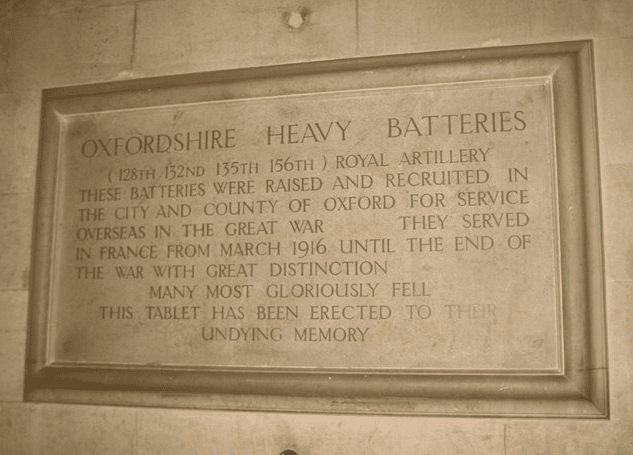 OXFORDSHIRE HEAVY BATTERIES
( 128TH 132ND 135TH 156TH ) ROYAL ARTILLERY
THESE BATTERIES WERE RAISED AND RECRUITED IN
THE CITY AND COUNTY OF OXFORD FOR SERVICE
OVERSEAS IN THE GREAT WAR THEY SERVED
IN FRANCE FROM MARCH 1916 UNTIL THE END OF
THE WAR WITH GREAT DISTINCTION
MANY MOST GLORIOUSLY FELL
THIS TABLET HAS BEEN ERECTED TO THEIR
UNDYING MEMORY